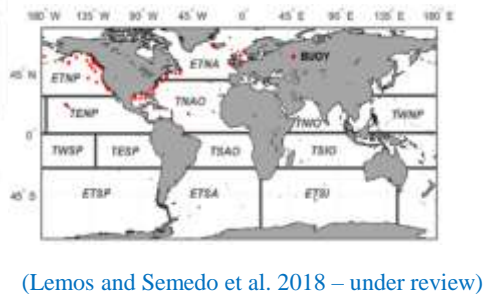 180° W 135° W 90° W 45° W 0° 45° E 90° E 135° E 180° E
BUOY
ETNP ETNA
45° N
TENP TNAO TNIO TWNP
0°
TWSP TESP TSAO TSIO
ETSP ETSA ETSI
45° S
(Lemos and Semedo et al. 2018 – under review)